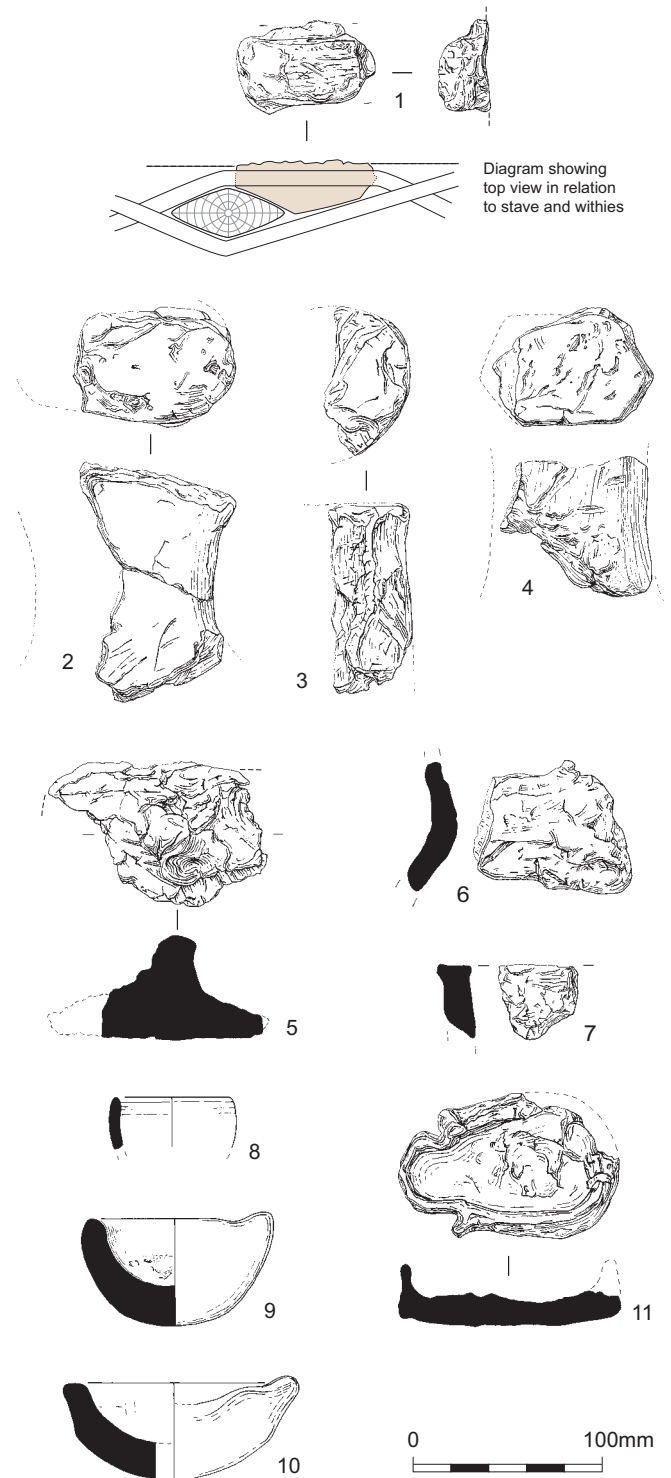 1
Diagram showing
top view in relation
to stave and withies
2
3
4
5
6
7
8
9
10
11
0 100mm